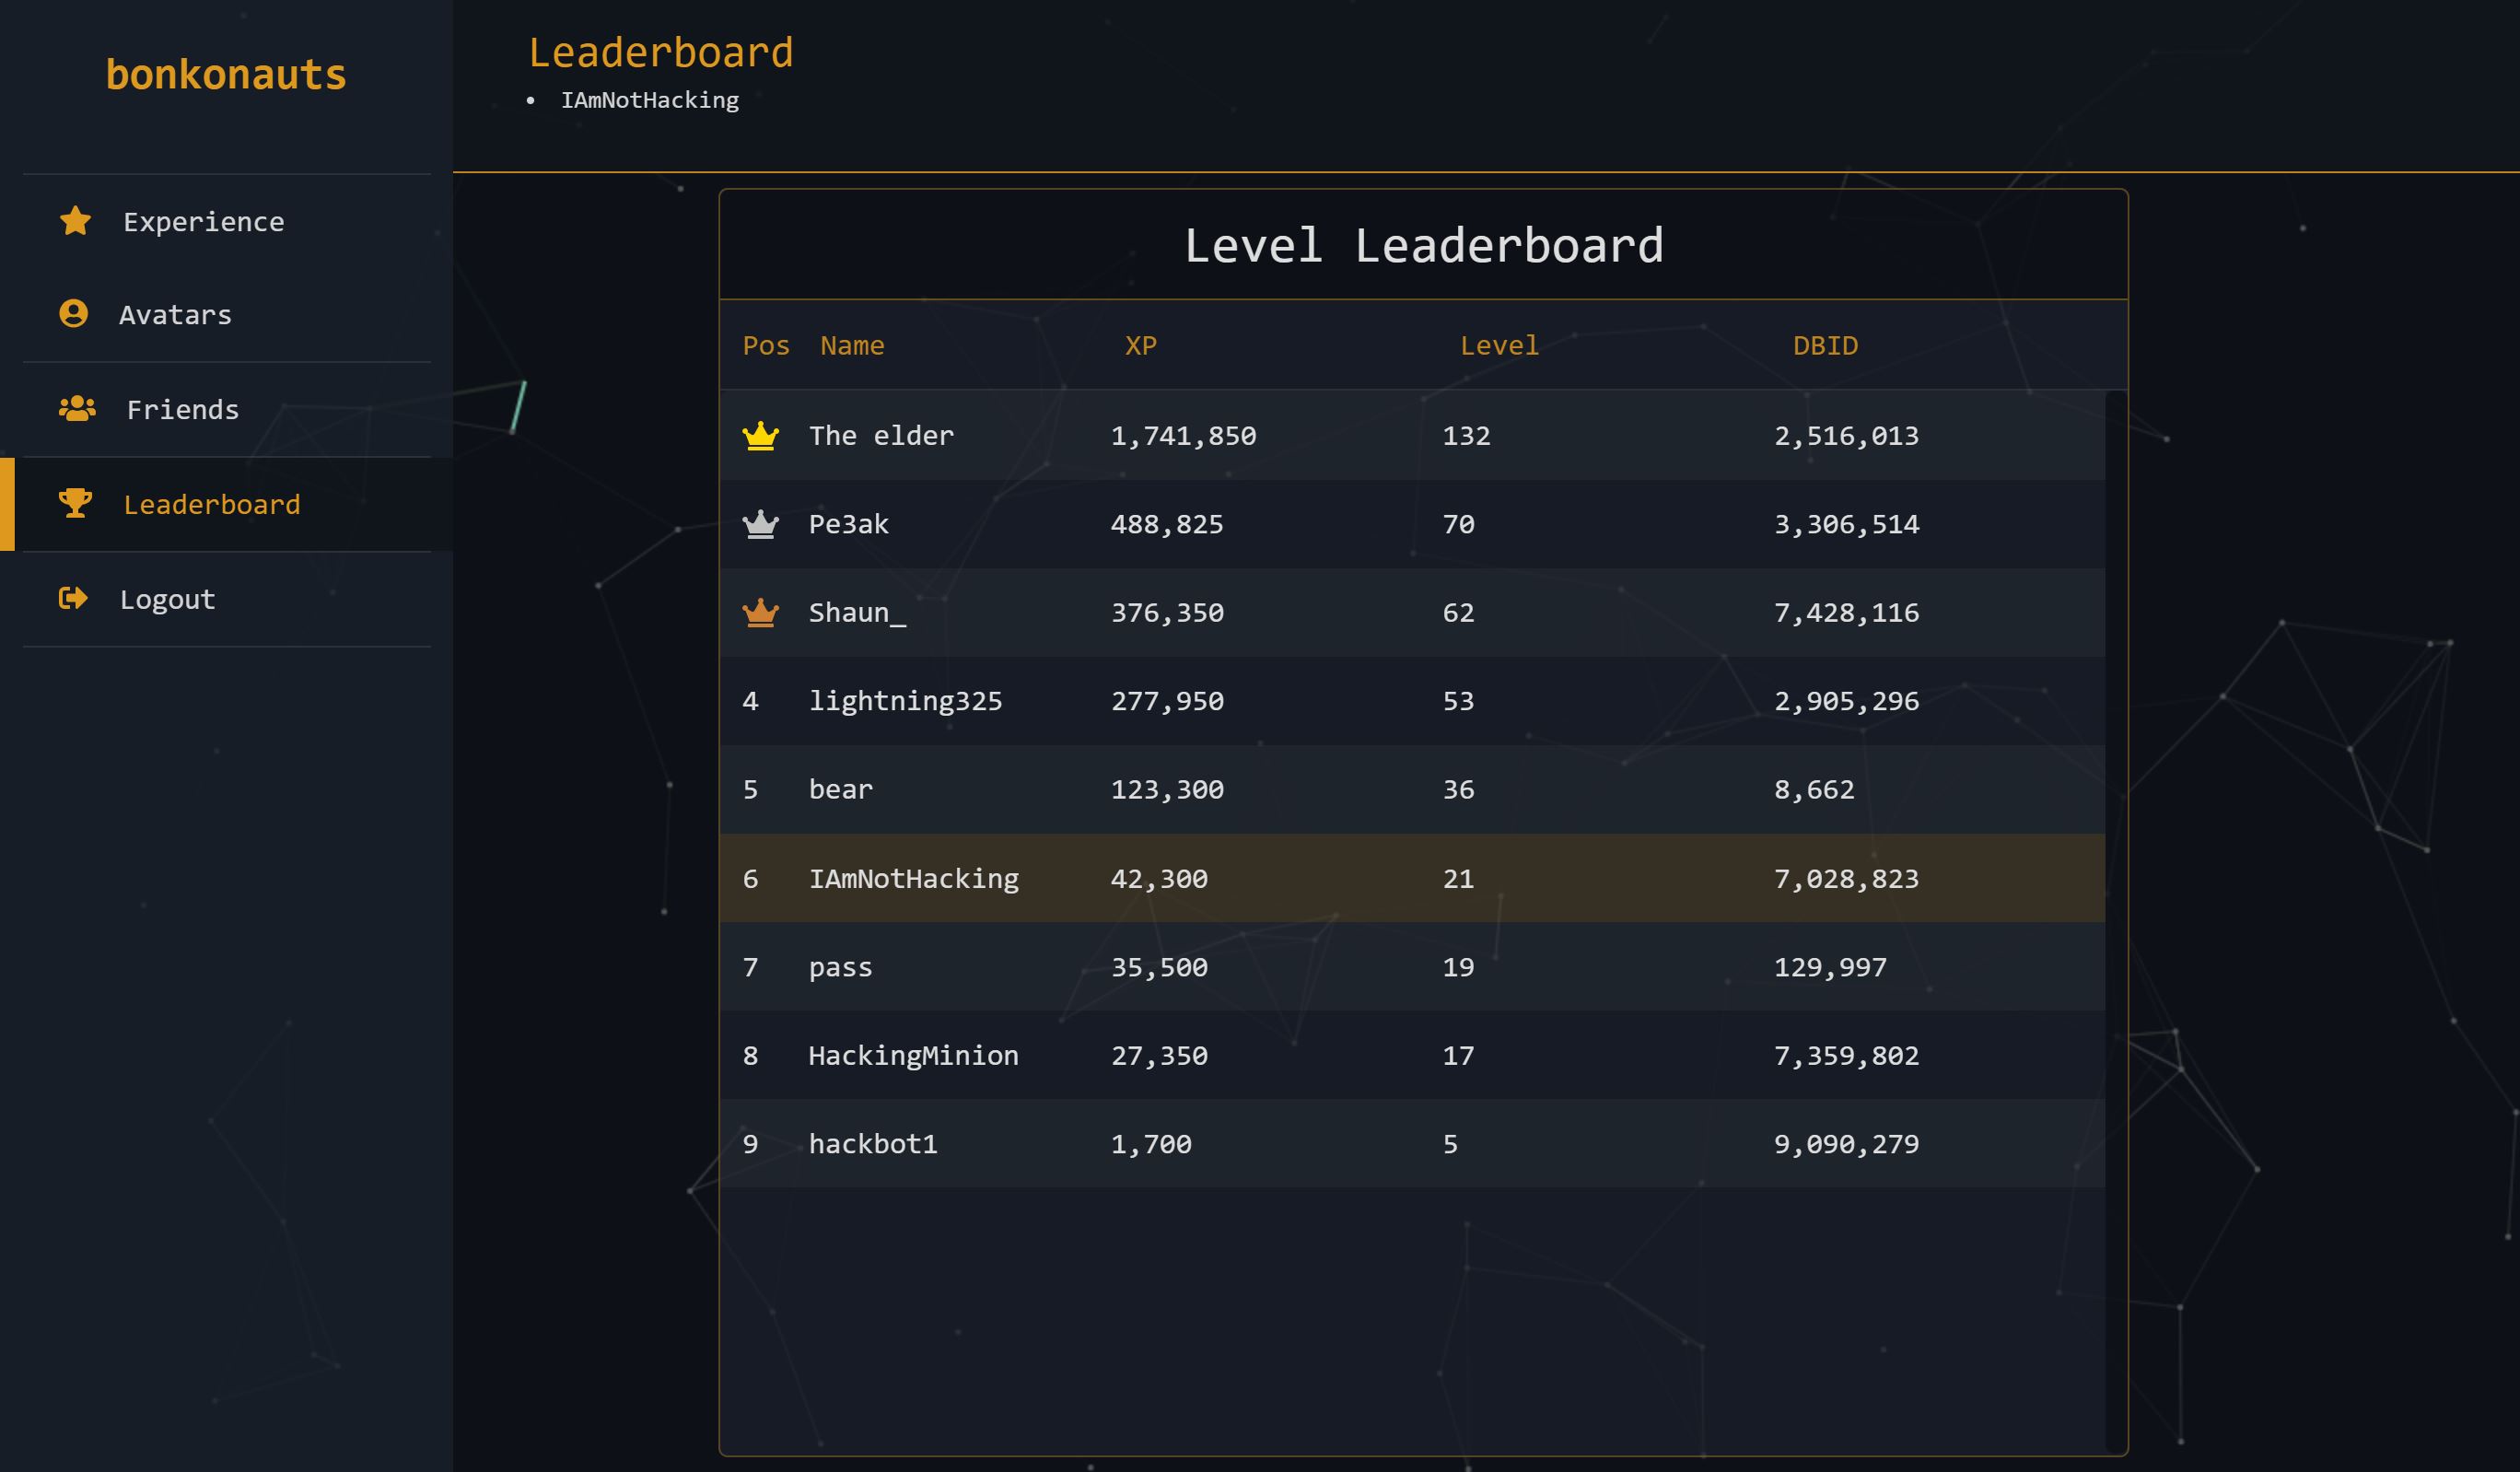 bonkonauts
Experience
Avatars
Friends
Leaderboard
Logout
Leaderboard
• IAmNotHacking
Level Leaderboard
Pos Name XP Level DBID
The elder 1,741,850 132 2,516,013
Pe3ak 488,825 70 3,306,514
Shaun_ 376,350 62 7,428,116
4 lightning325 277,950 53 2,905,296
5 bear 123,300 36 8,662
6 IAmNotHacking 42,300 21 7,028,823
7 pass 35,500 19 129,997
8 HackingMinion 27,350 17 7,359,802
9 hackbot1 1,700 5 9,090,279